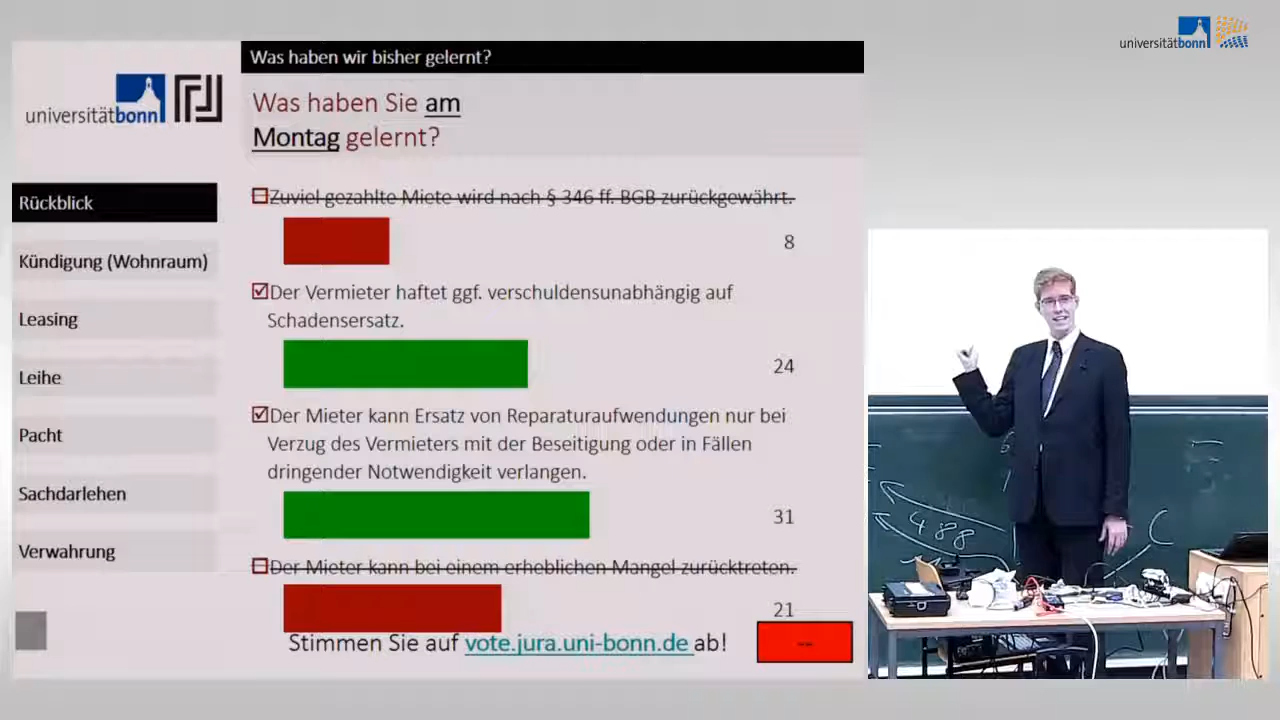 universitätbonn
Was haben wir bisher gelernt?
universitätbonn
Was haben Sie am
Montag gelernt?
Rückblick
Kündigung (Wohnraum)
Leasing
Leihe
Pacht
Sachdarlehen
Verwahrung
Zuviel gezahlte Miete wird nach § 346 ff. BGB zurückgewährt.
8
Der Vermieter haftet ggf. verschuldensunabhängig auf
Schadensersatz.
24
Der Mieter kann Ersatz von Reparaturaufwendungen nur bei
Verzug des Vermieters mit der Beseitigung oder in Fällen
dringender Notwendigkeit verlangen.
31
Der Mieter kann bei einem erheblichen Mangel zurücktreten.
21
Stimmen Sie auf vote.jura.uni-bonn.de ab!
--
488